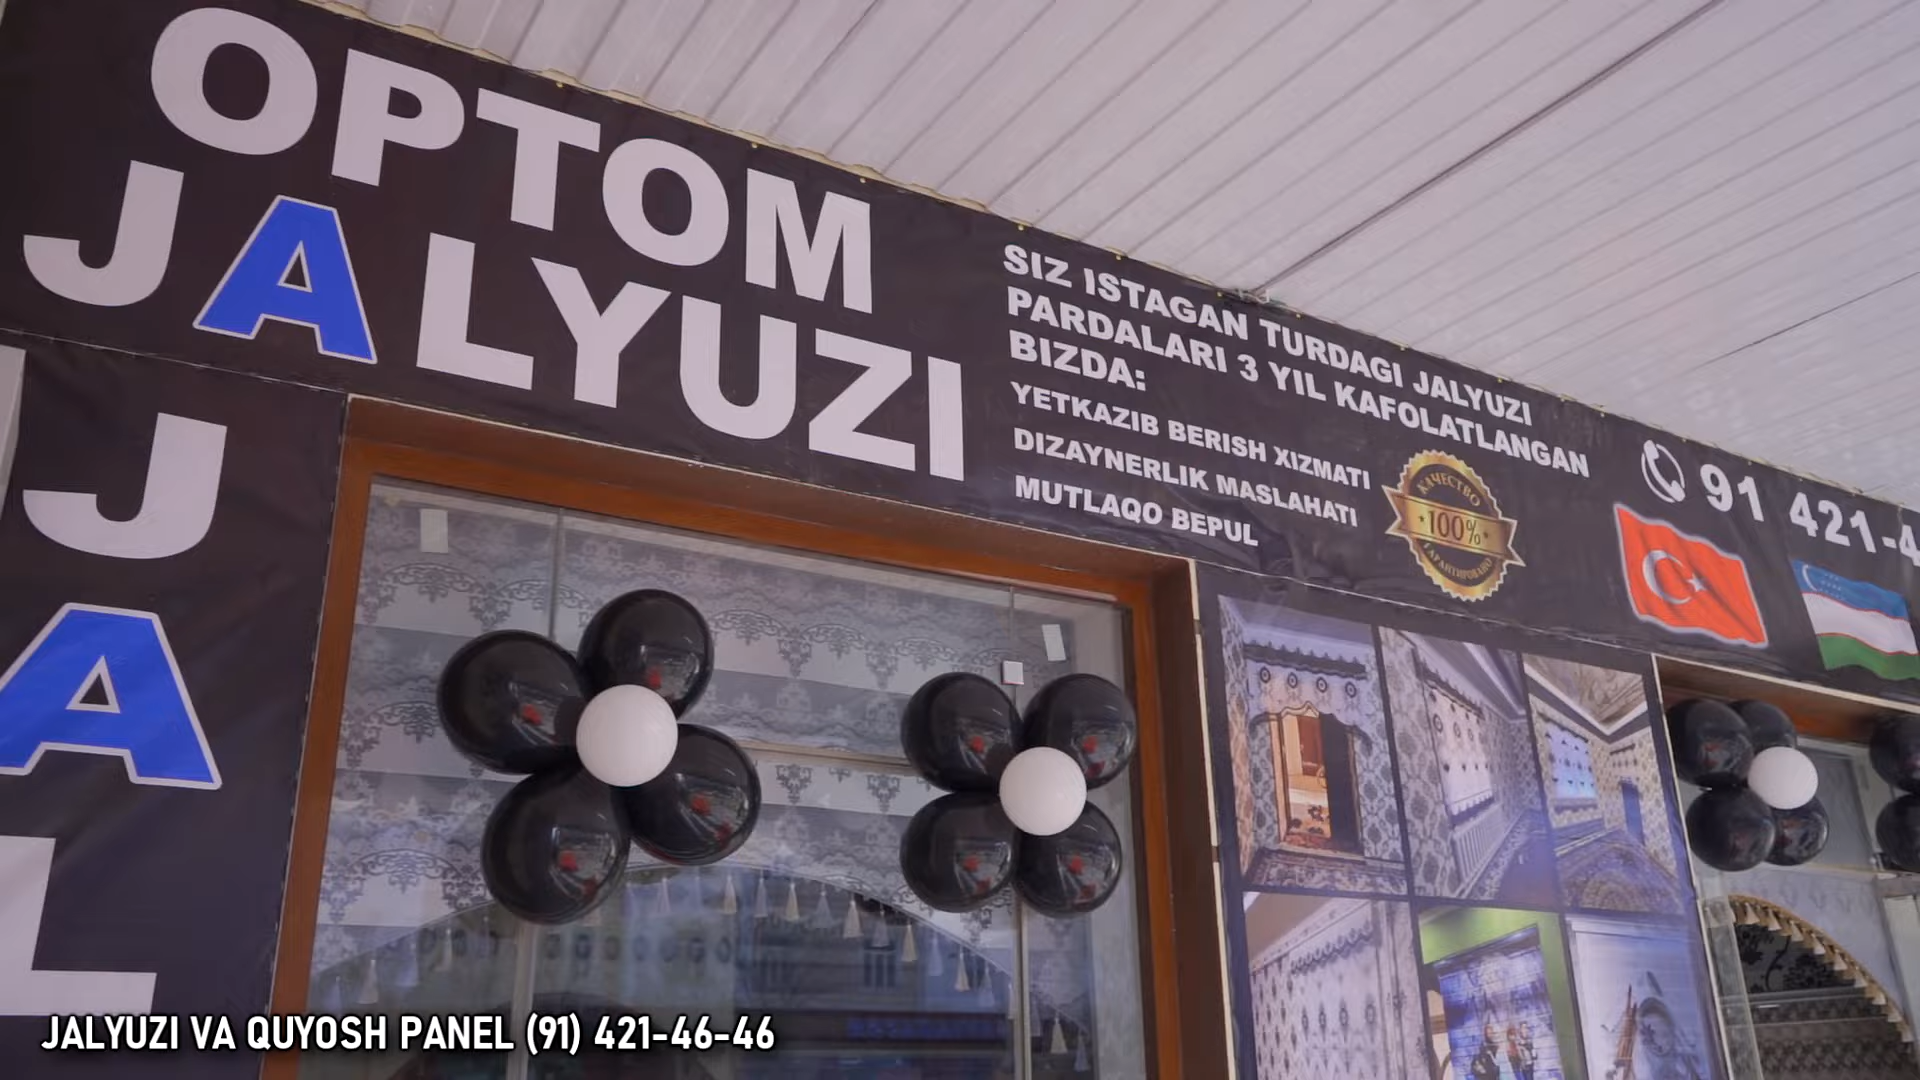 OPTOM
JALYUZI
SIZ ISTAGAN TURDAGI JALYUZI
PARDALARI 3 YIL KAFOLATLANGAN
BIZDA:
YETKAZIB BERISH XIZMATI
DIZAYNERLIK MASLAHATI
MUTLAQO BEPUL
КАЧЕСТВО
100%
ГАРАНТИРОВАНО
91 421-4
JAL
JALYUZI VA QUYOSH PANEL (91) 421-46-46